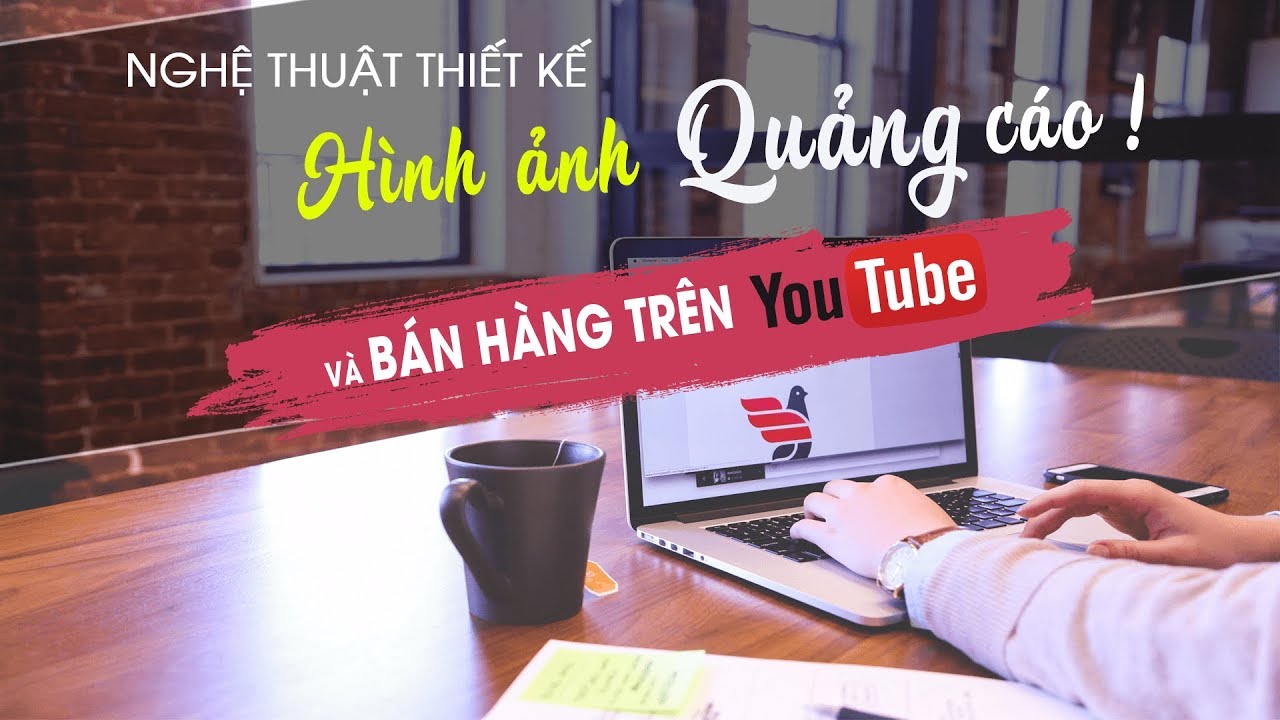 NGHỆ THUẬT THIẾT KẾ
Hình ảnh Quảng cáo !
VÀ BÁN HÀNG TRÊN YouTube